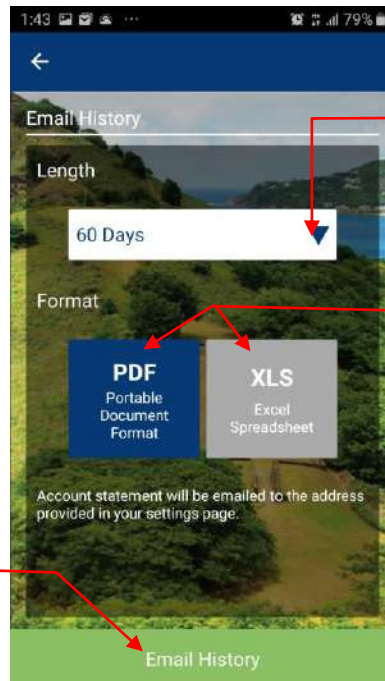 1:43 ... 79%
Email History
Length
60 Days
Format
PDF
Portable
Document
Format
XLS
Excel
Spreadsheet
Account statement will be emailed to the address
provided in your settings page.
Email History